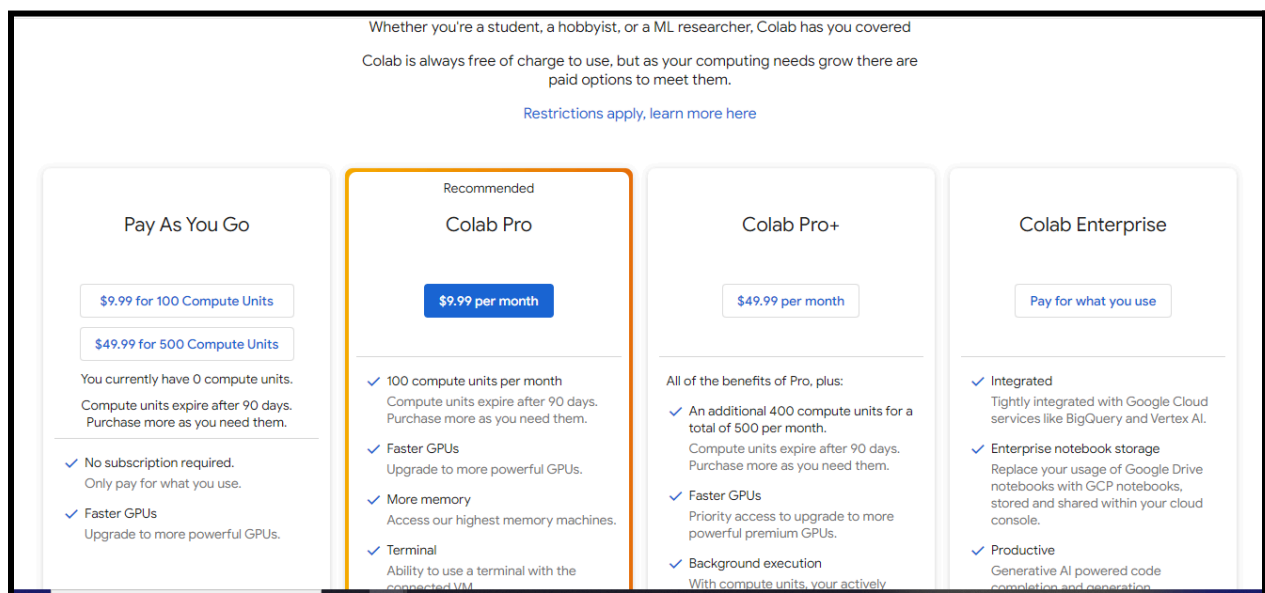 Whether you're a student, a hobbyist, or a ML researcher, Colab has you covered
Colab is always free of charge to use, but as your computing needs grow there are
paid options to meet them.
Restrictions apply, learn more here
Pay As You Go
$9.99 for 100 Compute Units
$49.99 for 500 Compute Units
You currently have 0 compute units.
Compute units expire after 90 days.
Purchase more as you need them.
No subscription required.
Only pay for what you use.
Faster GPUs
Upgrade to more powerful GPUs.
Recommended
Colab Pro
$9.99 per month
100 compute units per month
Compute units expire after 90 days.
Purchase more as you need them.
Faster GPUs
Upgrade to more powerful GPUs.
More memory
Access our highest memory machines.
Terminal
Ability to use a terminal with the
connected VM
Colab Pro+
$49.99 per month
All of the benefits of Pro, plus:
An additional 400 compute units for a
total of 500 per month.
Compute units expire after 90 days.
Purchase more as you need them.
Faster GPUs
Priority access to upgrade to more
powerful premium GPUs.
Background execution
With compute units, your actively
Colab Enterprise
Pay for what you use
Integrated
Tightly integrated with Google Cloud
services like BigQuery and Vertex AI.
Enterprise notebook storage
Replace your usage of Google Drive
notebooks with GCP notebooks,
stored and shared within your cloud
console.
Productive
Generative AI powered code
completion and generation